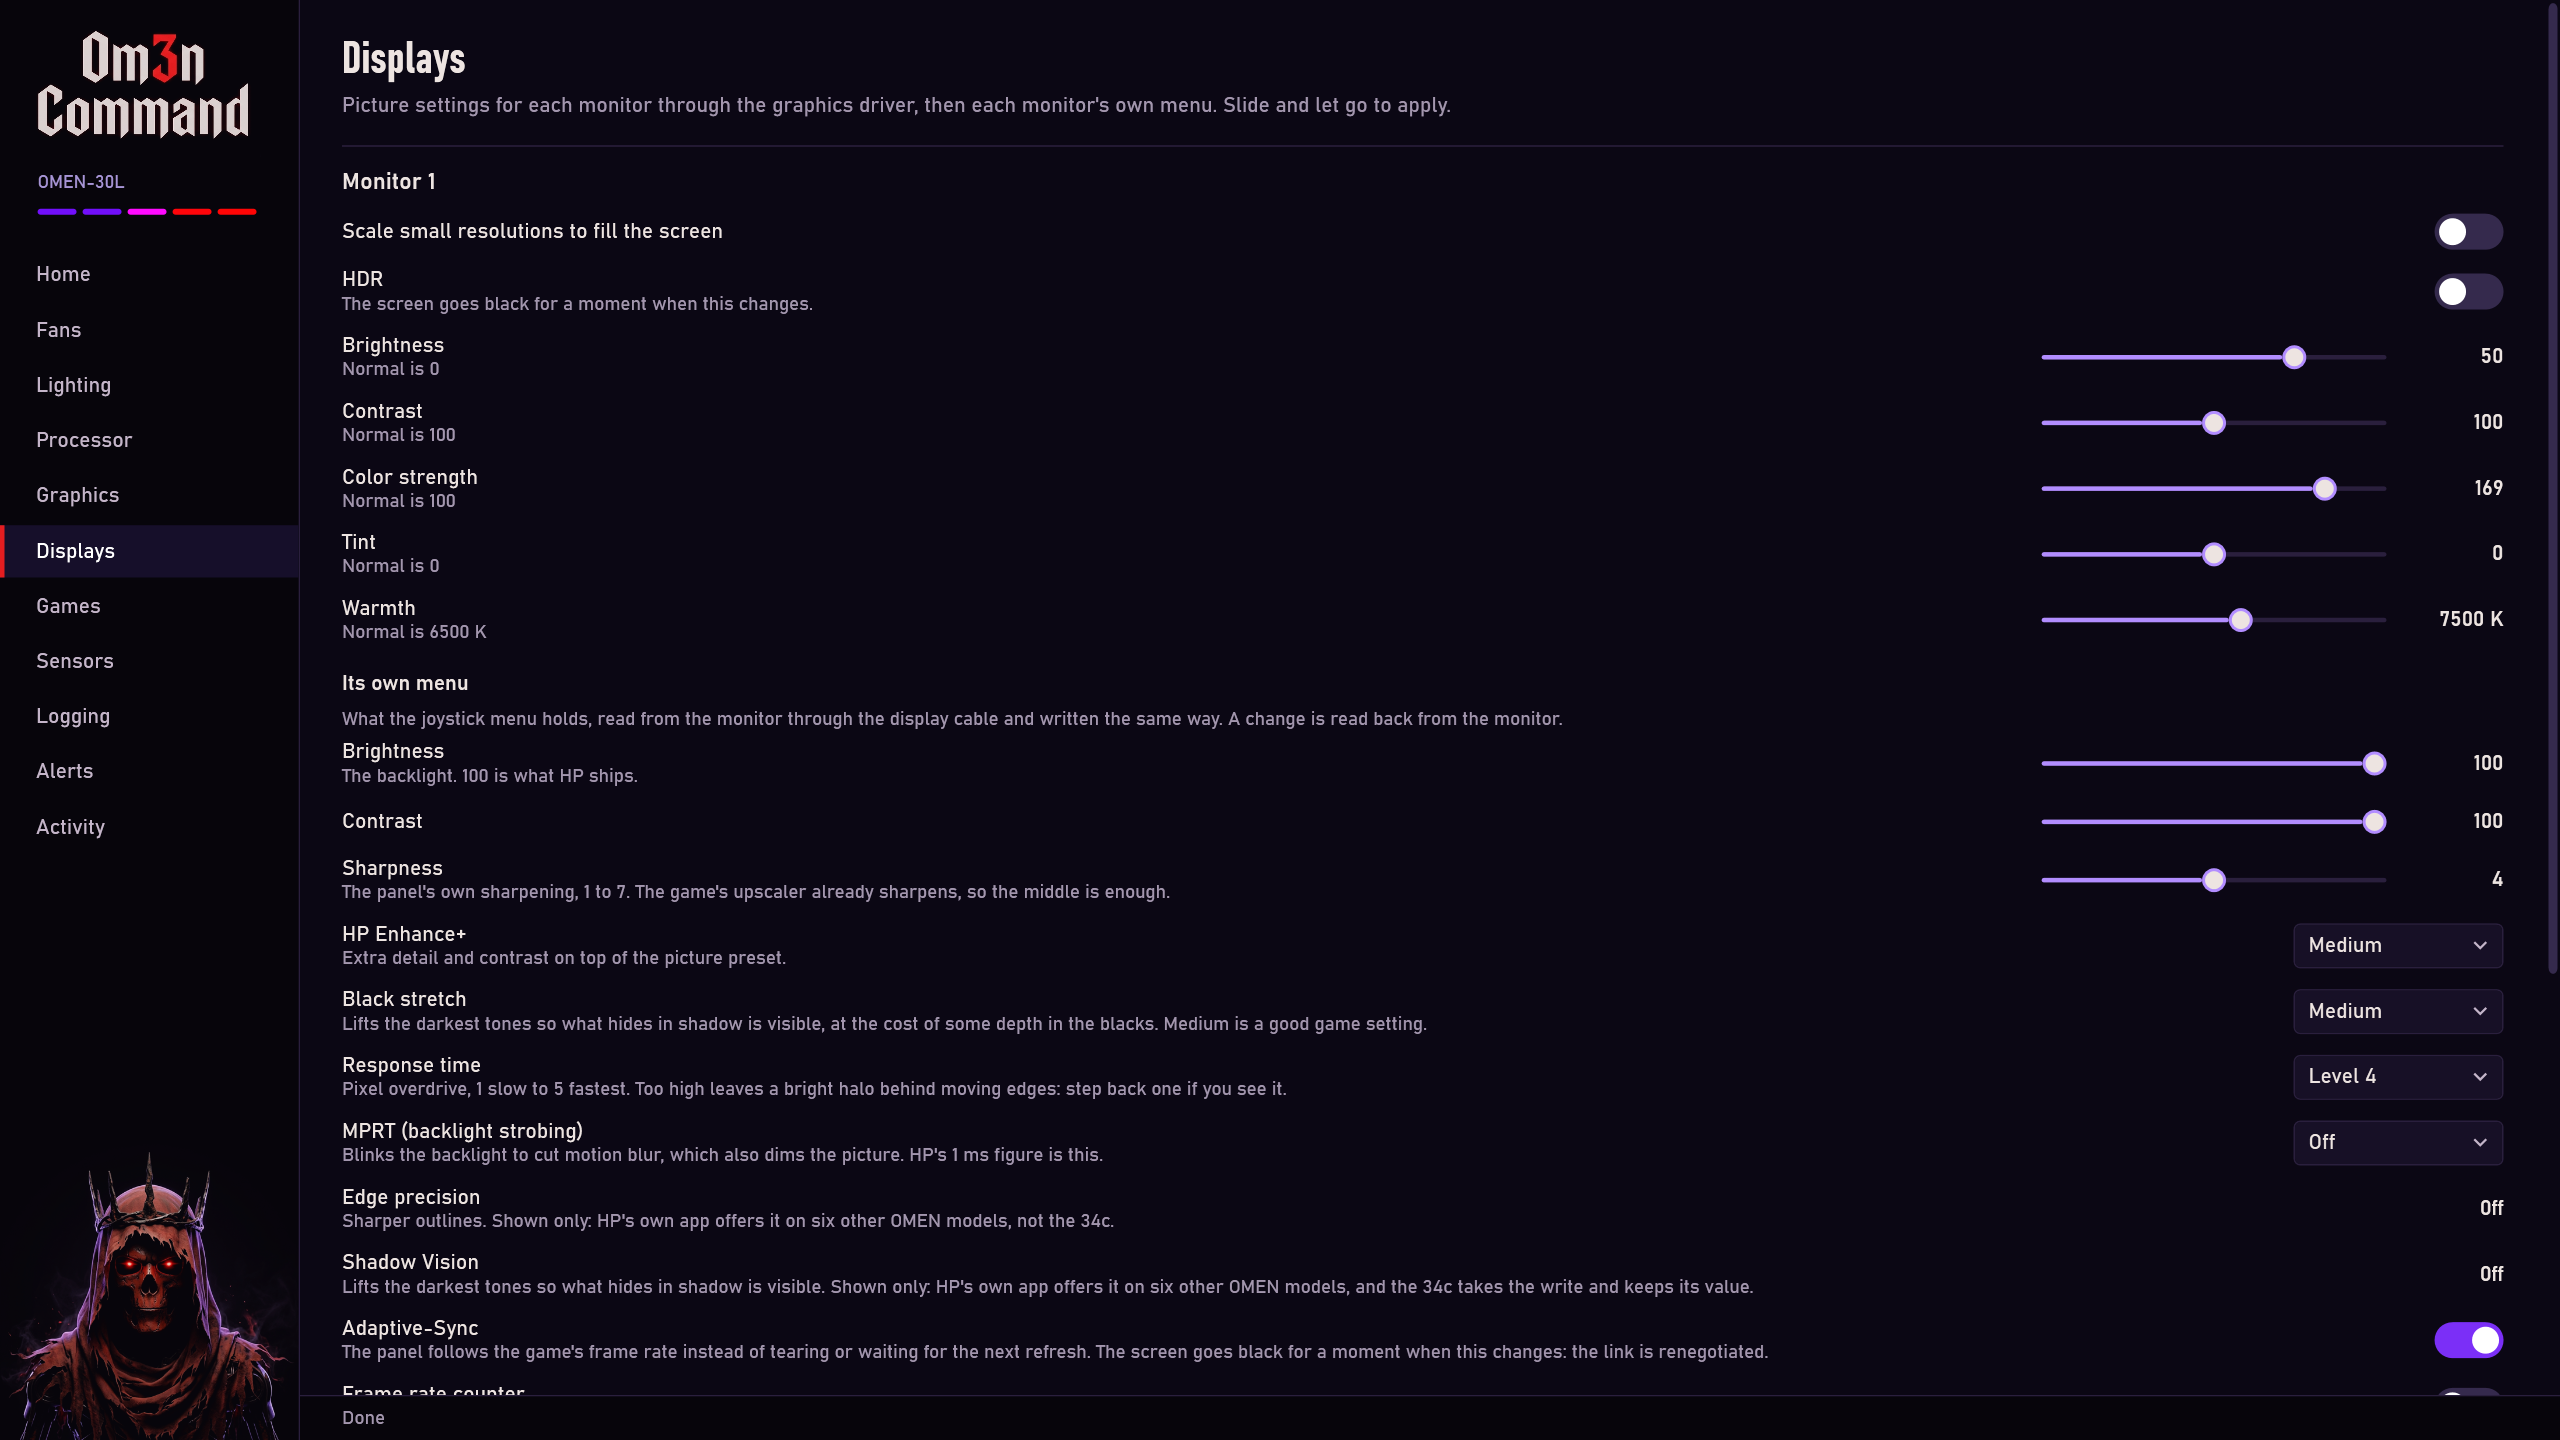 Om3n
Command
OMEN-30L
Home
Fans
Lighting
Processor
Graphics
Displays
Games
Sensors
Logging
Alerts
Activity
Displays
Picture settings for each monitor through the graphics driver, then each monitor's own menu. Slide and let go to apply.
Monitor 1
Scale small resolutions to fill the screen
HDR
The screen goes black for a moment when this changes.
Brightness
Normal is 0
50
Contrast
Normal is 100
100
Color strength
Normal is 100
169
Tint
Normal is 0
0
Warmth
Normal is 6500 K
7500 K
Its own menu
What the joystick menu holds, read from the monitor through the display cable and written the same way. A change is read back from the monitor.
Brightness
The backlight. 100 is what HP ships.
100
Contrast
100
Sharpness
The panel's own sharpening, 1 to 7. The game's upscaler already sharpens, so the middle is enough.
4
HP Enhance+
Extra detail and contrast on top of the picture preset.
Medium
Black stretch
Lifts the darkest tones so what hides in shadow is visible, at the cost of some depth in the blacks. Medium is a good game setting.
Medium
Response time
Pixel overdrive, 1 slow to 5 fastest. Too high leaves a bright halo behind moving edges: step back one if you see it.
Level 4
MPRT (backlight strobing)
Blinks the backlight to cut motion blur, which also dims the picture. HP's 1 ms figure is this.
Off
Edge precision
Sharper outlines. Shown only: HP's own app offers it on six other OMEN models, not the 34c.
Off
Shadow Vision
Lifts the darkest tones so what hides in shadow is visible. Shown only: HP's own app offers it on six other OMEN models, and the 34c takes the write and keeps its value.
Off
Adaptive-Sync
The panel follows the game's frame rate instead of tearing or waiting for the next refresh. The screen goes black for a moment when this changes: the link is renegotiated.
Frame rate counter
Done